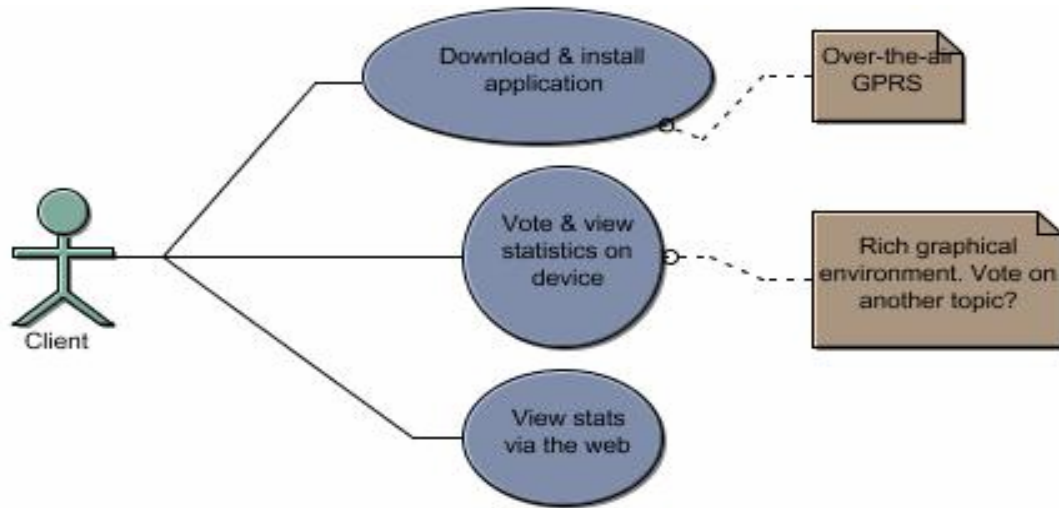 Download & install
application
Over-the-air
GPRS
Vote & view
statistics on
device
Rich graphical
environment. Vote on
another topic?
Client
View stats
via the web